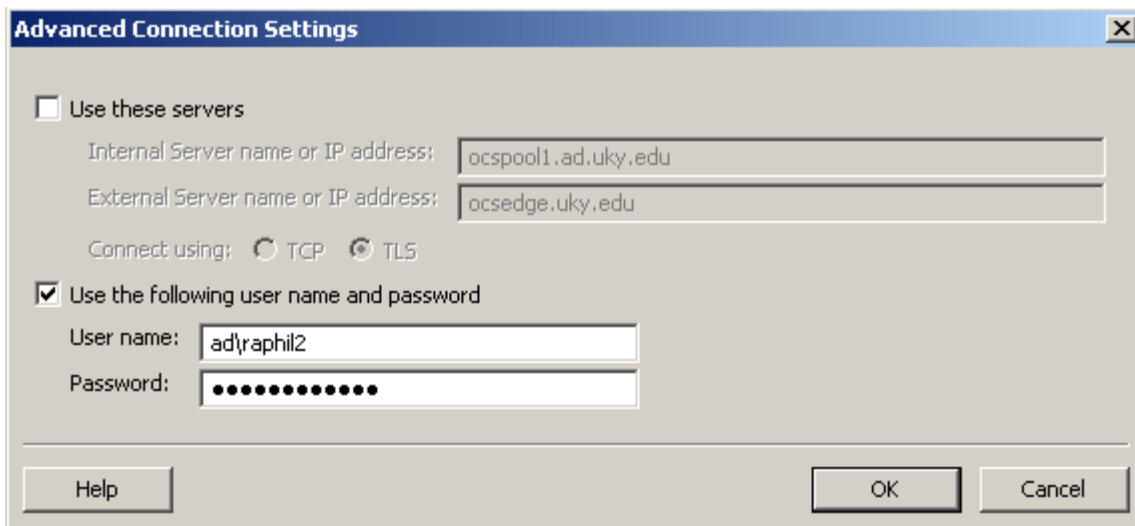 Advanced Connection Settings
Use these servers
Internal Server name or IP address: ocspool1.ad.uky.edu
External Server name or IP address: ocsedge.uky.edu
Connect using: TCP TLS
Use the following user name and password
User name: ad\raphil2
Password: ●●●●●●●●●●●●
Help OK Cancel